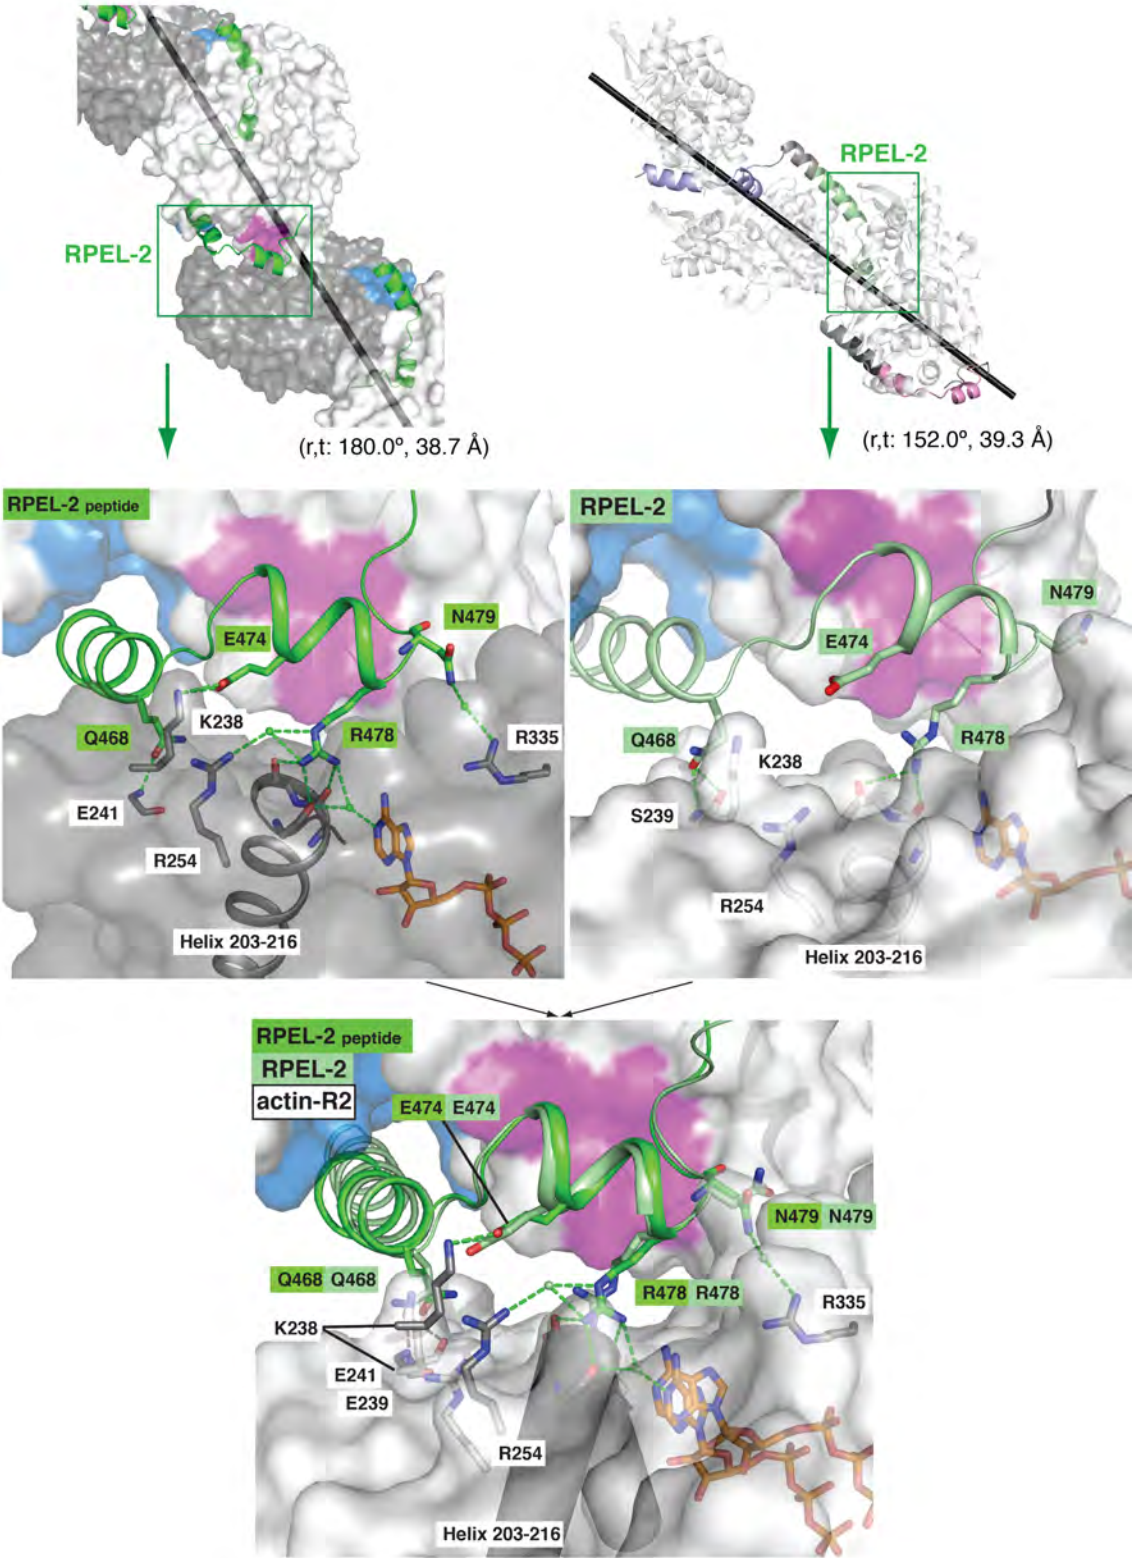 RPEL-2
RPEL-2
(r,t: 180.0º, 38.7 Å)
(r,t: 152.0º, 39.3 Å)
RPEL-2 peptide
N479
E474
K238
Q468
R478
R335
E241
R254
Helix 203-216
RPEL-2
N479
E474
Q468
K238
R478
S239
R254
Helix 203-216
RPEL-2 peptide
RPEL-2
actin-R2
E474 E474
N479 N479
Q468 Q468
R478 R478
R335
K238
E241
E239
R254
Helix 203-216